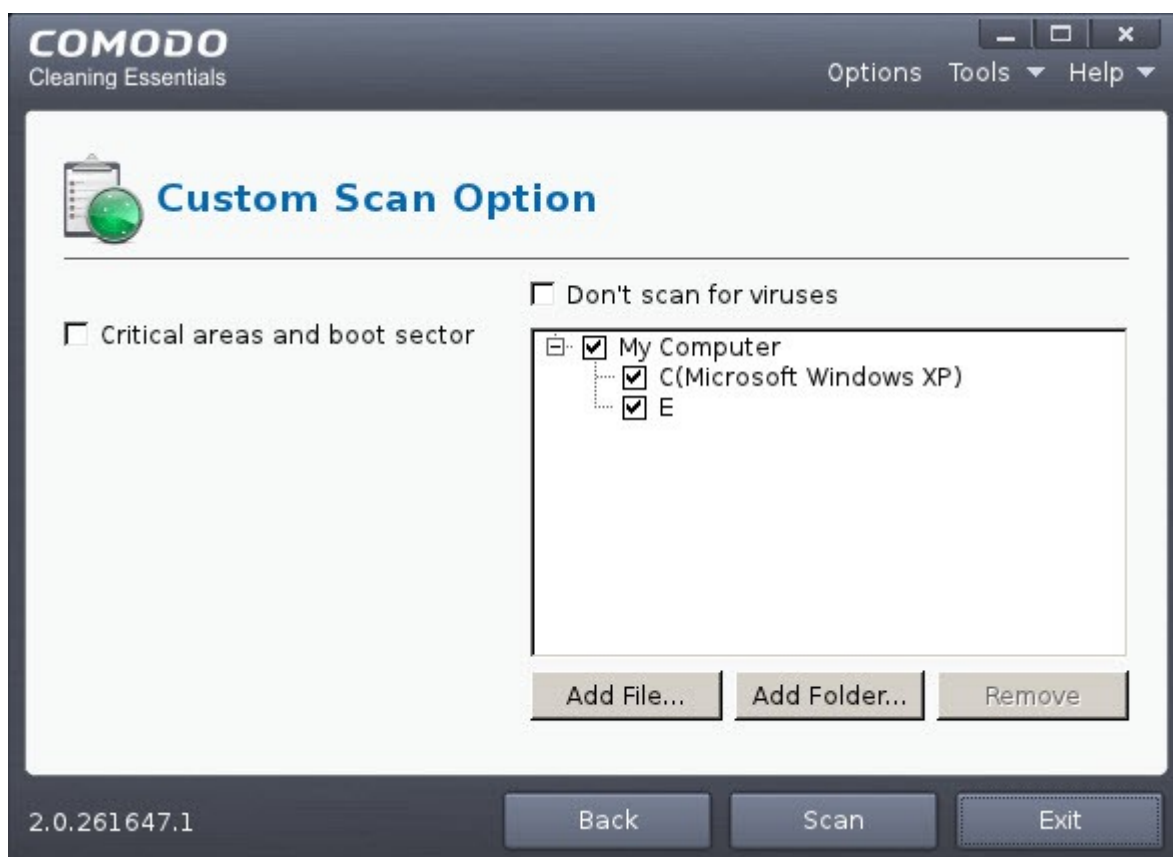 COMODO
Cleaning Essentials
Options Tools Help
Custom Scan Option
Don't scan for viruses
Critical areas and boot sector
My Computer
C(Microsoft Windows XP)
E
Add File... Add Folder... Remove
2.0.261647.1 Back Scan Exit